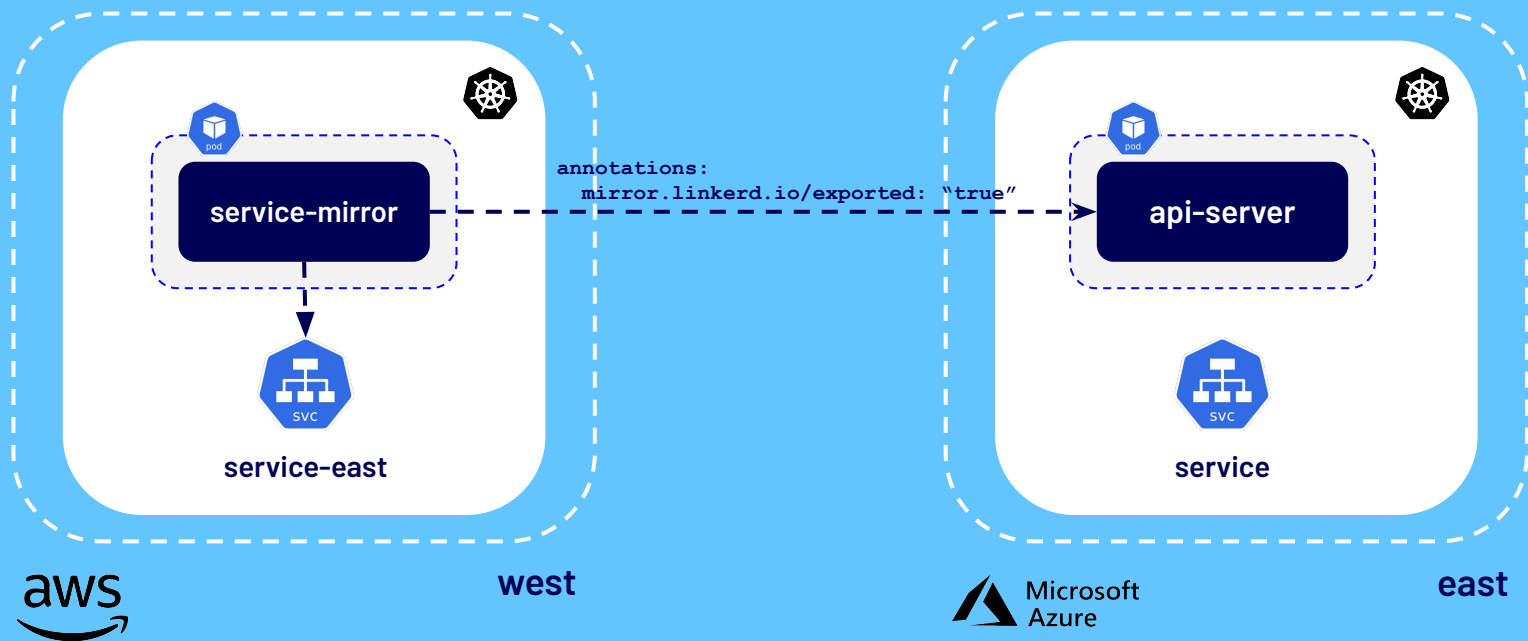 pod
service-mirror
svc
service-east
annotations:
mirror.linkerd.io/exported: “true”
pod
api-server
svc
service
aws
west
Microsoft
Azure
east